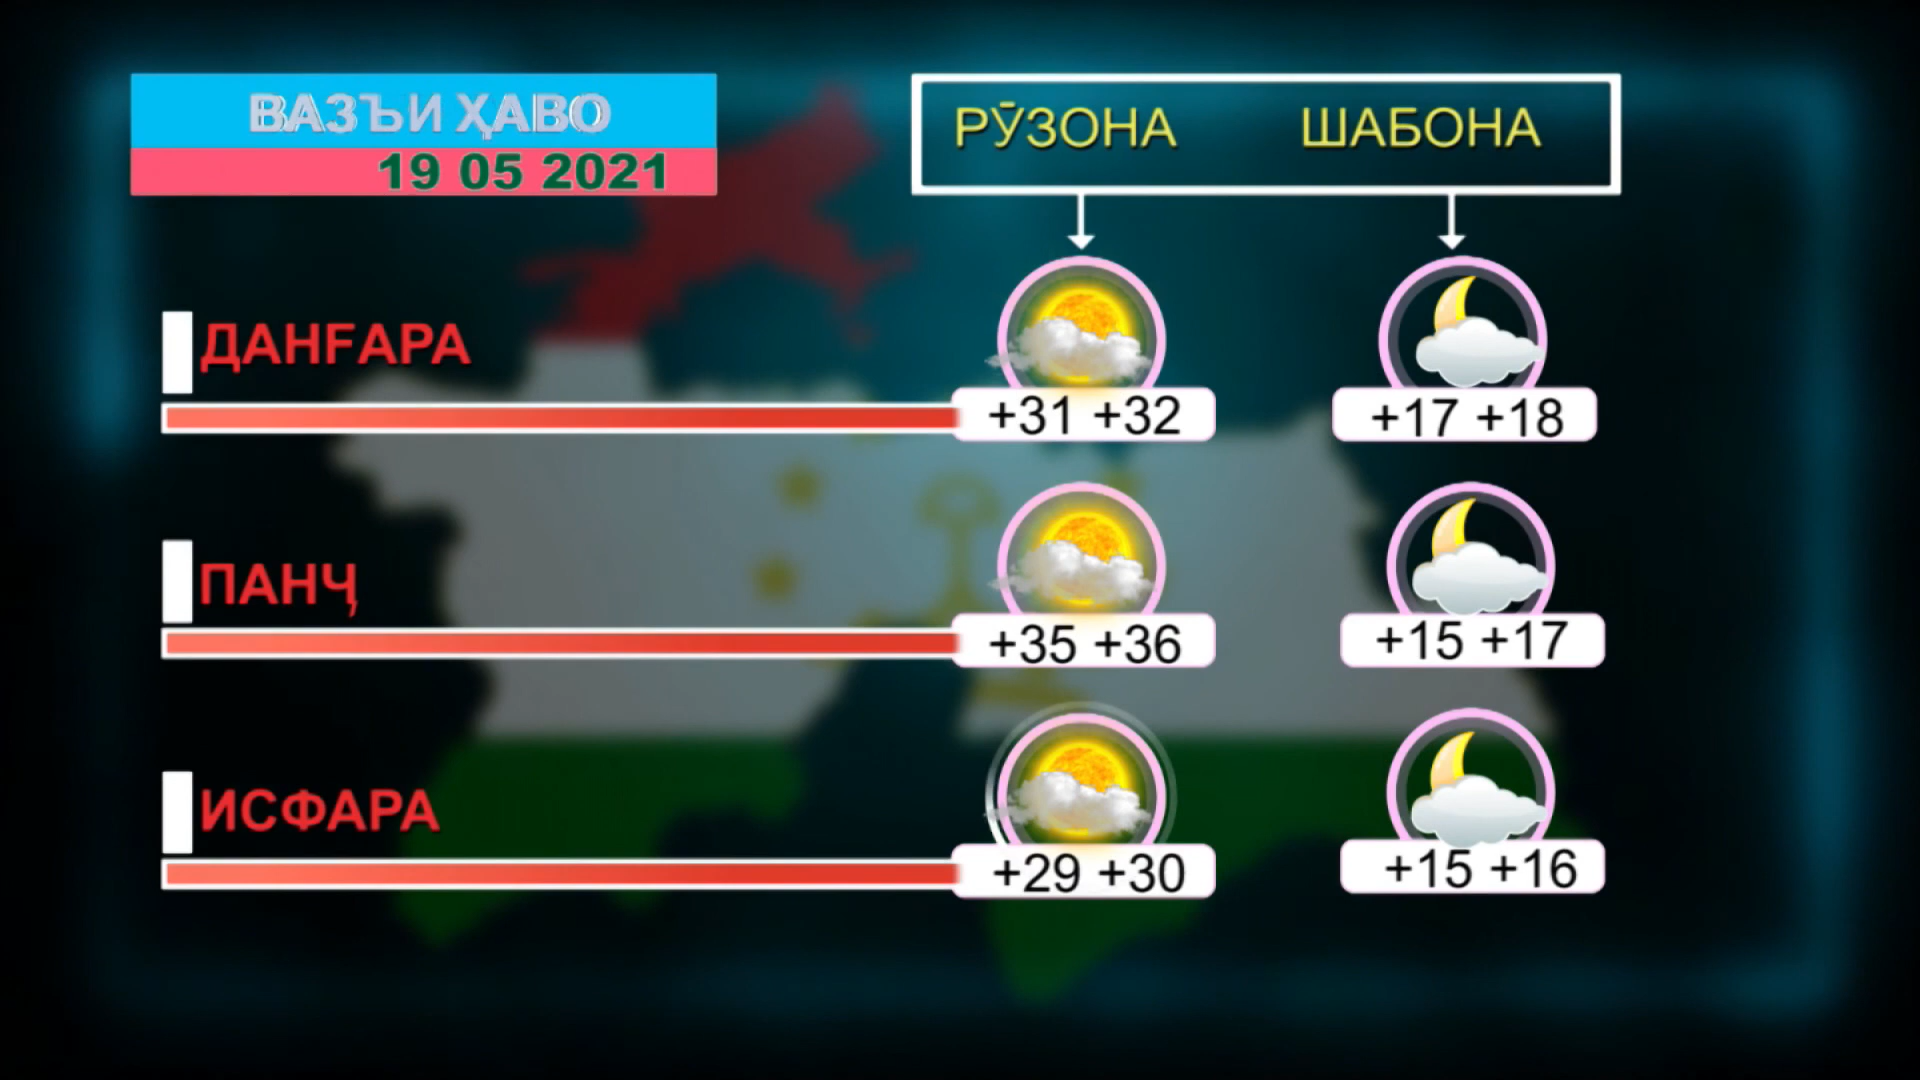 ВАЗЪИ ҲАВО
19 05 2021
РӮЗОНА ШАБОНА
ДАНҒАРА
+31 +32 +17 +18
ПАНҶ
+35 +36 +15 +17
ИСФАРА
+29 +30 +15 +16